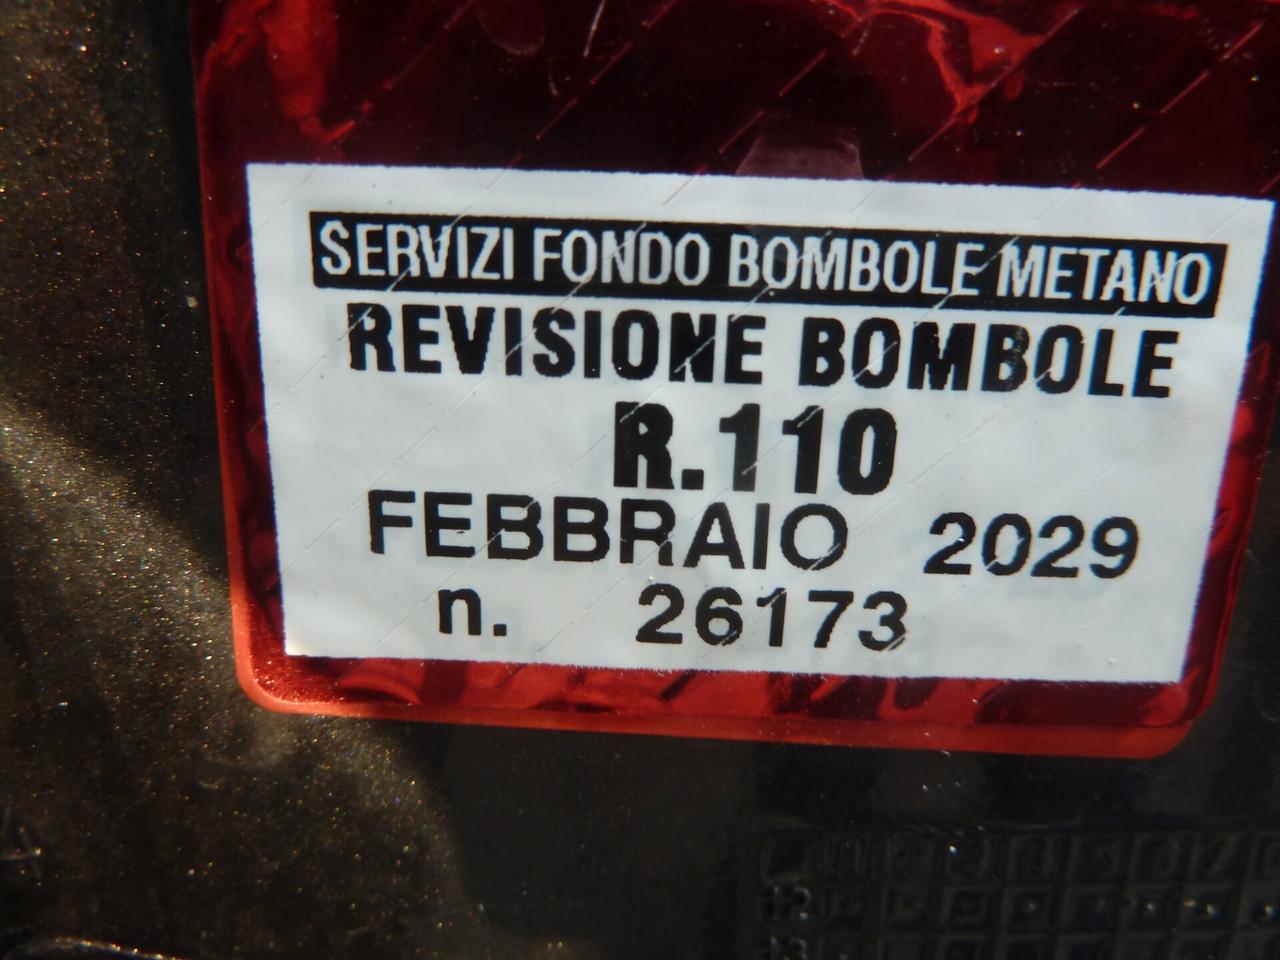 SERVIZI FONDO BOMBOLE METANO
REVISIONE BOMBOLE
R.110
FEBBRAIO 2029
n. 26173